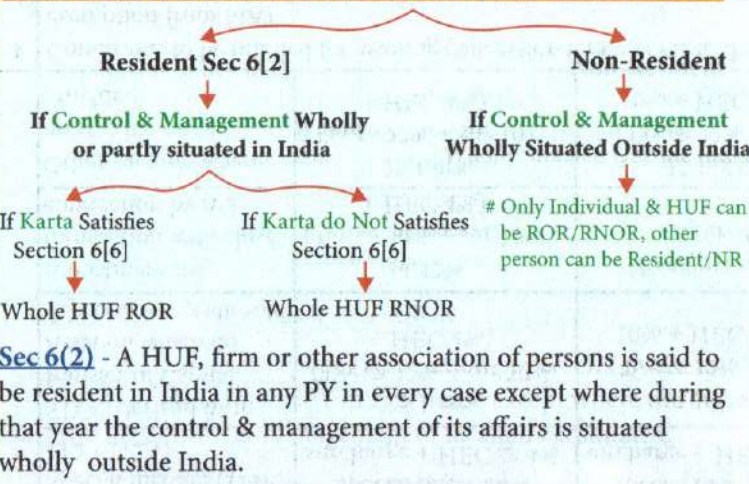 Resident Sec 6[2]
Non-Resident
If Control & Management Wholly
or partly situated in India
If Control & Management
Wholly Situated Outside India
If Karta Satisfies
Section 6[6]
If Karta do Not Satisfies
Section 6[6]
# Only Individual & HUF can
be ROR/RNOR, other
person can be Resident/NR
Whole HUF ROR
Whole HUF RNOR
Sec 6(2) - A HUF, firm or other association of persons is said to
be resident in India in any PY in every case except where during
that year the control & management of its affairs is situated
wholly outside India.